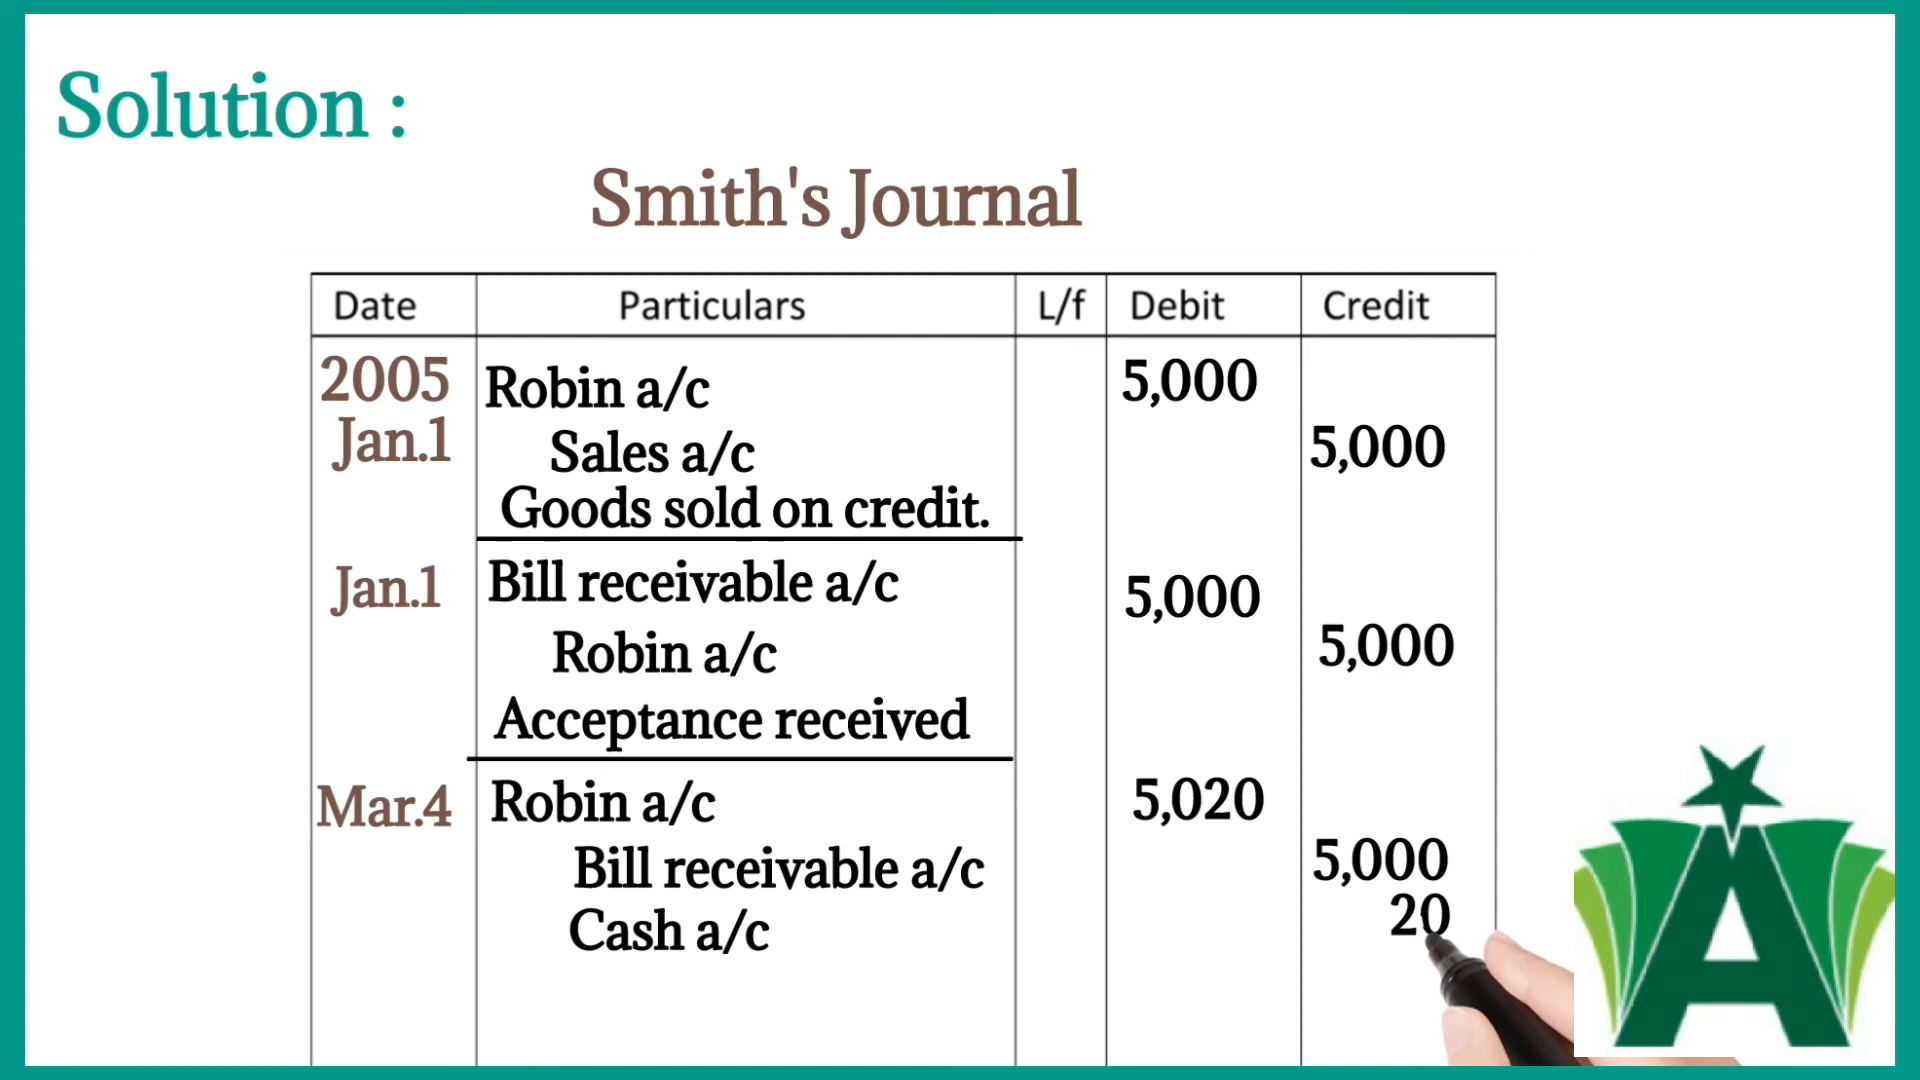 Solution :
Smith's Journal
Date Particulars L/f Debit Credit
2005 Robin a/c 5,000
Jan.1 Sales a/c 5,000
Goods sold on credit.
Jan.1 Bill receivable a/c 5,000
Robin a/c 5,000
Acceptance received
Mar.4 Robin a/c 5,020
Bill receivable a/c 5,000
Cash a/c 20
A